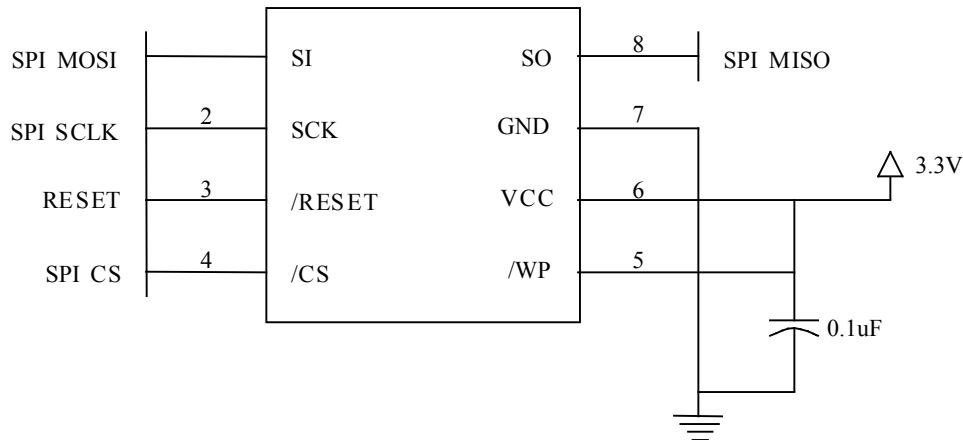 SPI MOSI SI SO 8 SPI MISO
SPI SCLK 2 SCK GND 7
RESET 3 /RESET VCC 6 3.3V
SPI CS 4 /CS /WP 5
0.1uF